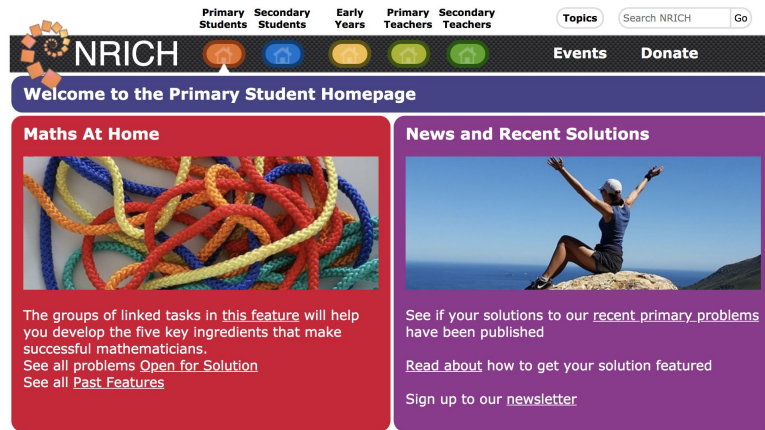 Primary Students
Secondary Students
Early Years
Primary Teachers
Secondary Teachers
Topics
Search NRICH
Go
NRICH
Events
Donate
Welcome to the Primary Student Homepage
Maths At Home
The groups of linked tasks in this feature will help
you develop the five key ingredients that make
successful mathematicians.
See all problems Open for Solution
See all Past Features
News and Recent Solutions
See if your solutions to our recent primary problems
have been published
Read about how to get your solution featured
Sign up to our newsletter